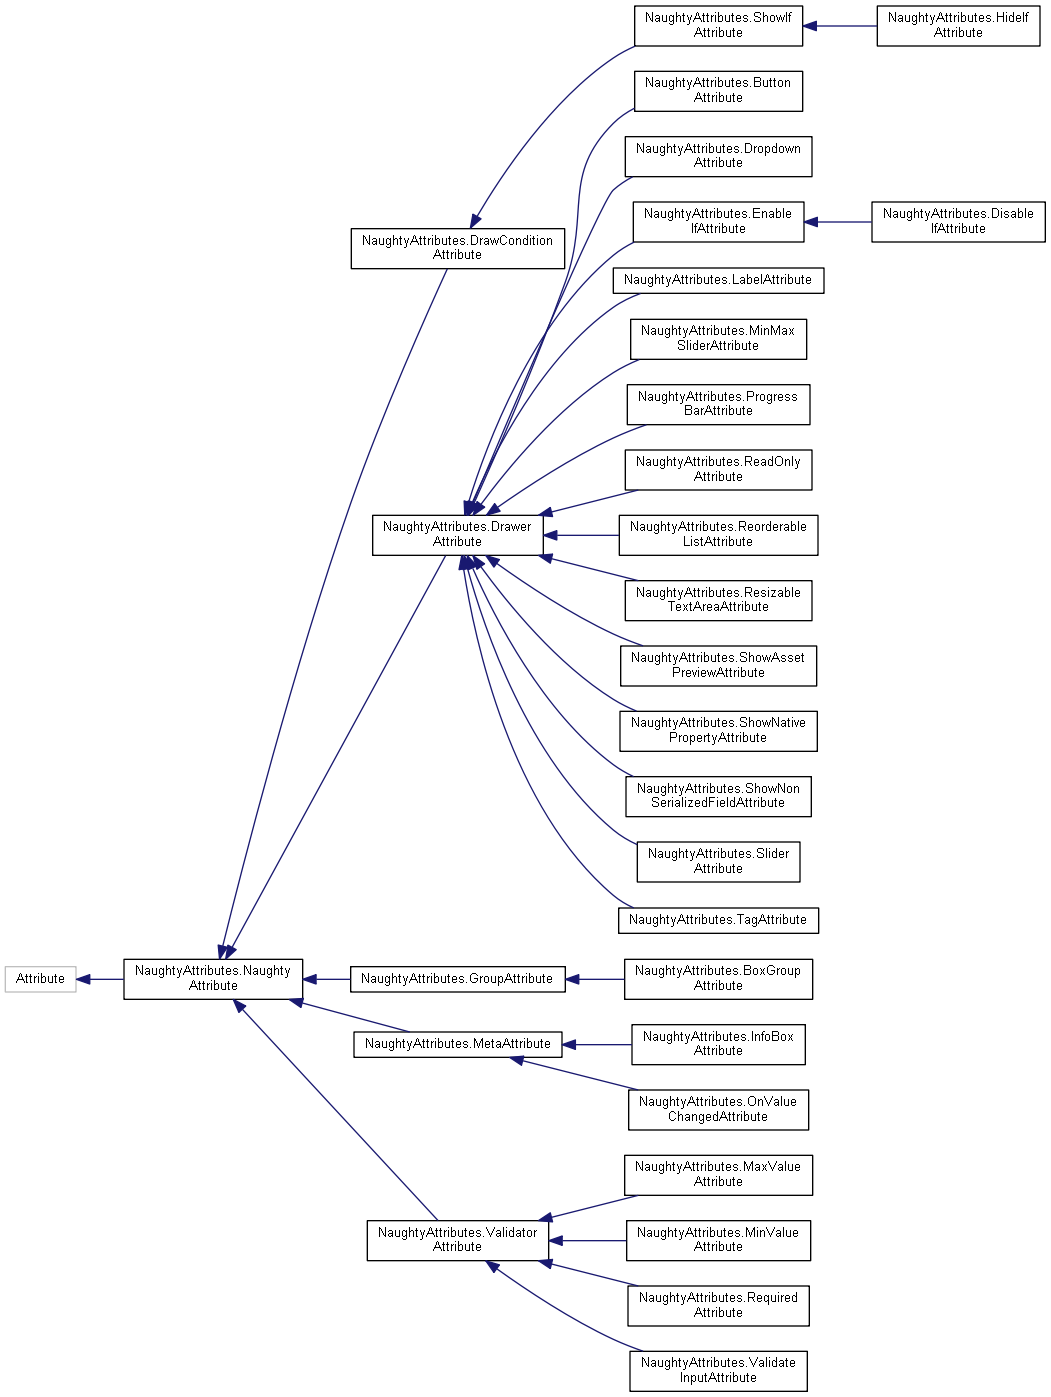 NaughtyAttributes.ShowIf
Attribute
NaughtyAttributes.HideIf
Attribute
NaughtyAttributes.Button
Attribute
NaughtyAttributes.Dropdown
Attribute
NaughtyAttributes.Enable
IfAttribute
NaughtyAttributes.Disable
IfAttribute
NaughtyAttributes.DrawCondition
Attribute
NaughtyAttributes.LabelAttribute
NaughtyAttributes.MinMax
SliderAttribute
NaughtyAttributes.Progress
BarAttribute
NaughtyAttributes.ReadOnly
Attribute
NaughtyAttributes.Drawer
Attribute
NaughtyAttributes.Reorderable
ListAttribute
NaughtyAttributes.Resizable
TextAreaAttribute
NaughtyAttributes.ShowAsset
PreviewAttribute
NaughtyAttributes.ShowNative
PropertyAttribute
NaughtyAttributes.ShowNon
SerializedFieldAttribute
NaughtyAttributes.Slider
Attribute
NaughtyAttributes.TagAttribute
Attribute
NaughtyAttributes.Naughty
Attribute
NaughtyAttributes.GroupAttribute
NaughtyAttributes.BoxGroup
Attribute
NaughtyAttributes.MetaAttribute
NaughtyAttributes.InfoBox
Attribute
NaughtyAttributes.OnValue
ChangedAttribute
NaughtyAttributes.MaxValue
Attribute
NaughtyAttributes.Validator
Attribute
NaughtyAttributes.MinValue
Attribute
NaughtyAttributes.Required
Attribute
NaughtyAttributes.Validate
InputAttribute